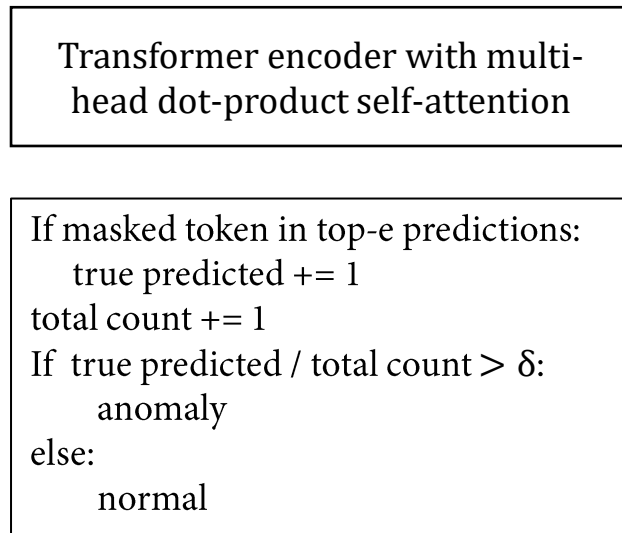 Transformer encoder with multi-
head dot-product self-attention
If masked token in top-e predictions:
true predicted += 1
total count += 1
If true predicted / total count > δ:
anomaly
else:
normal